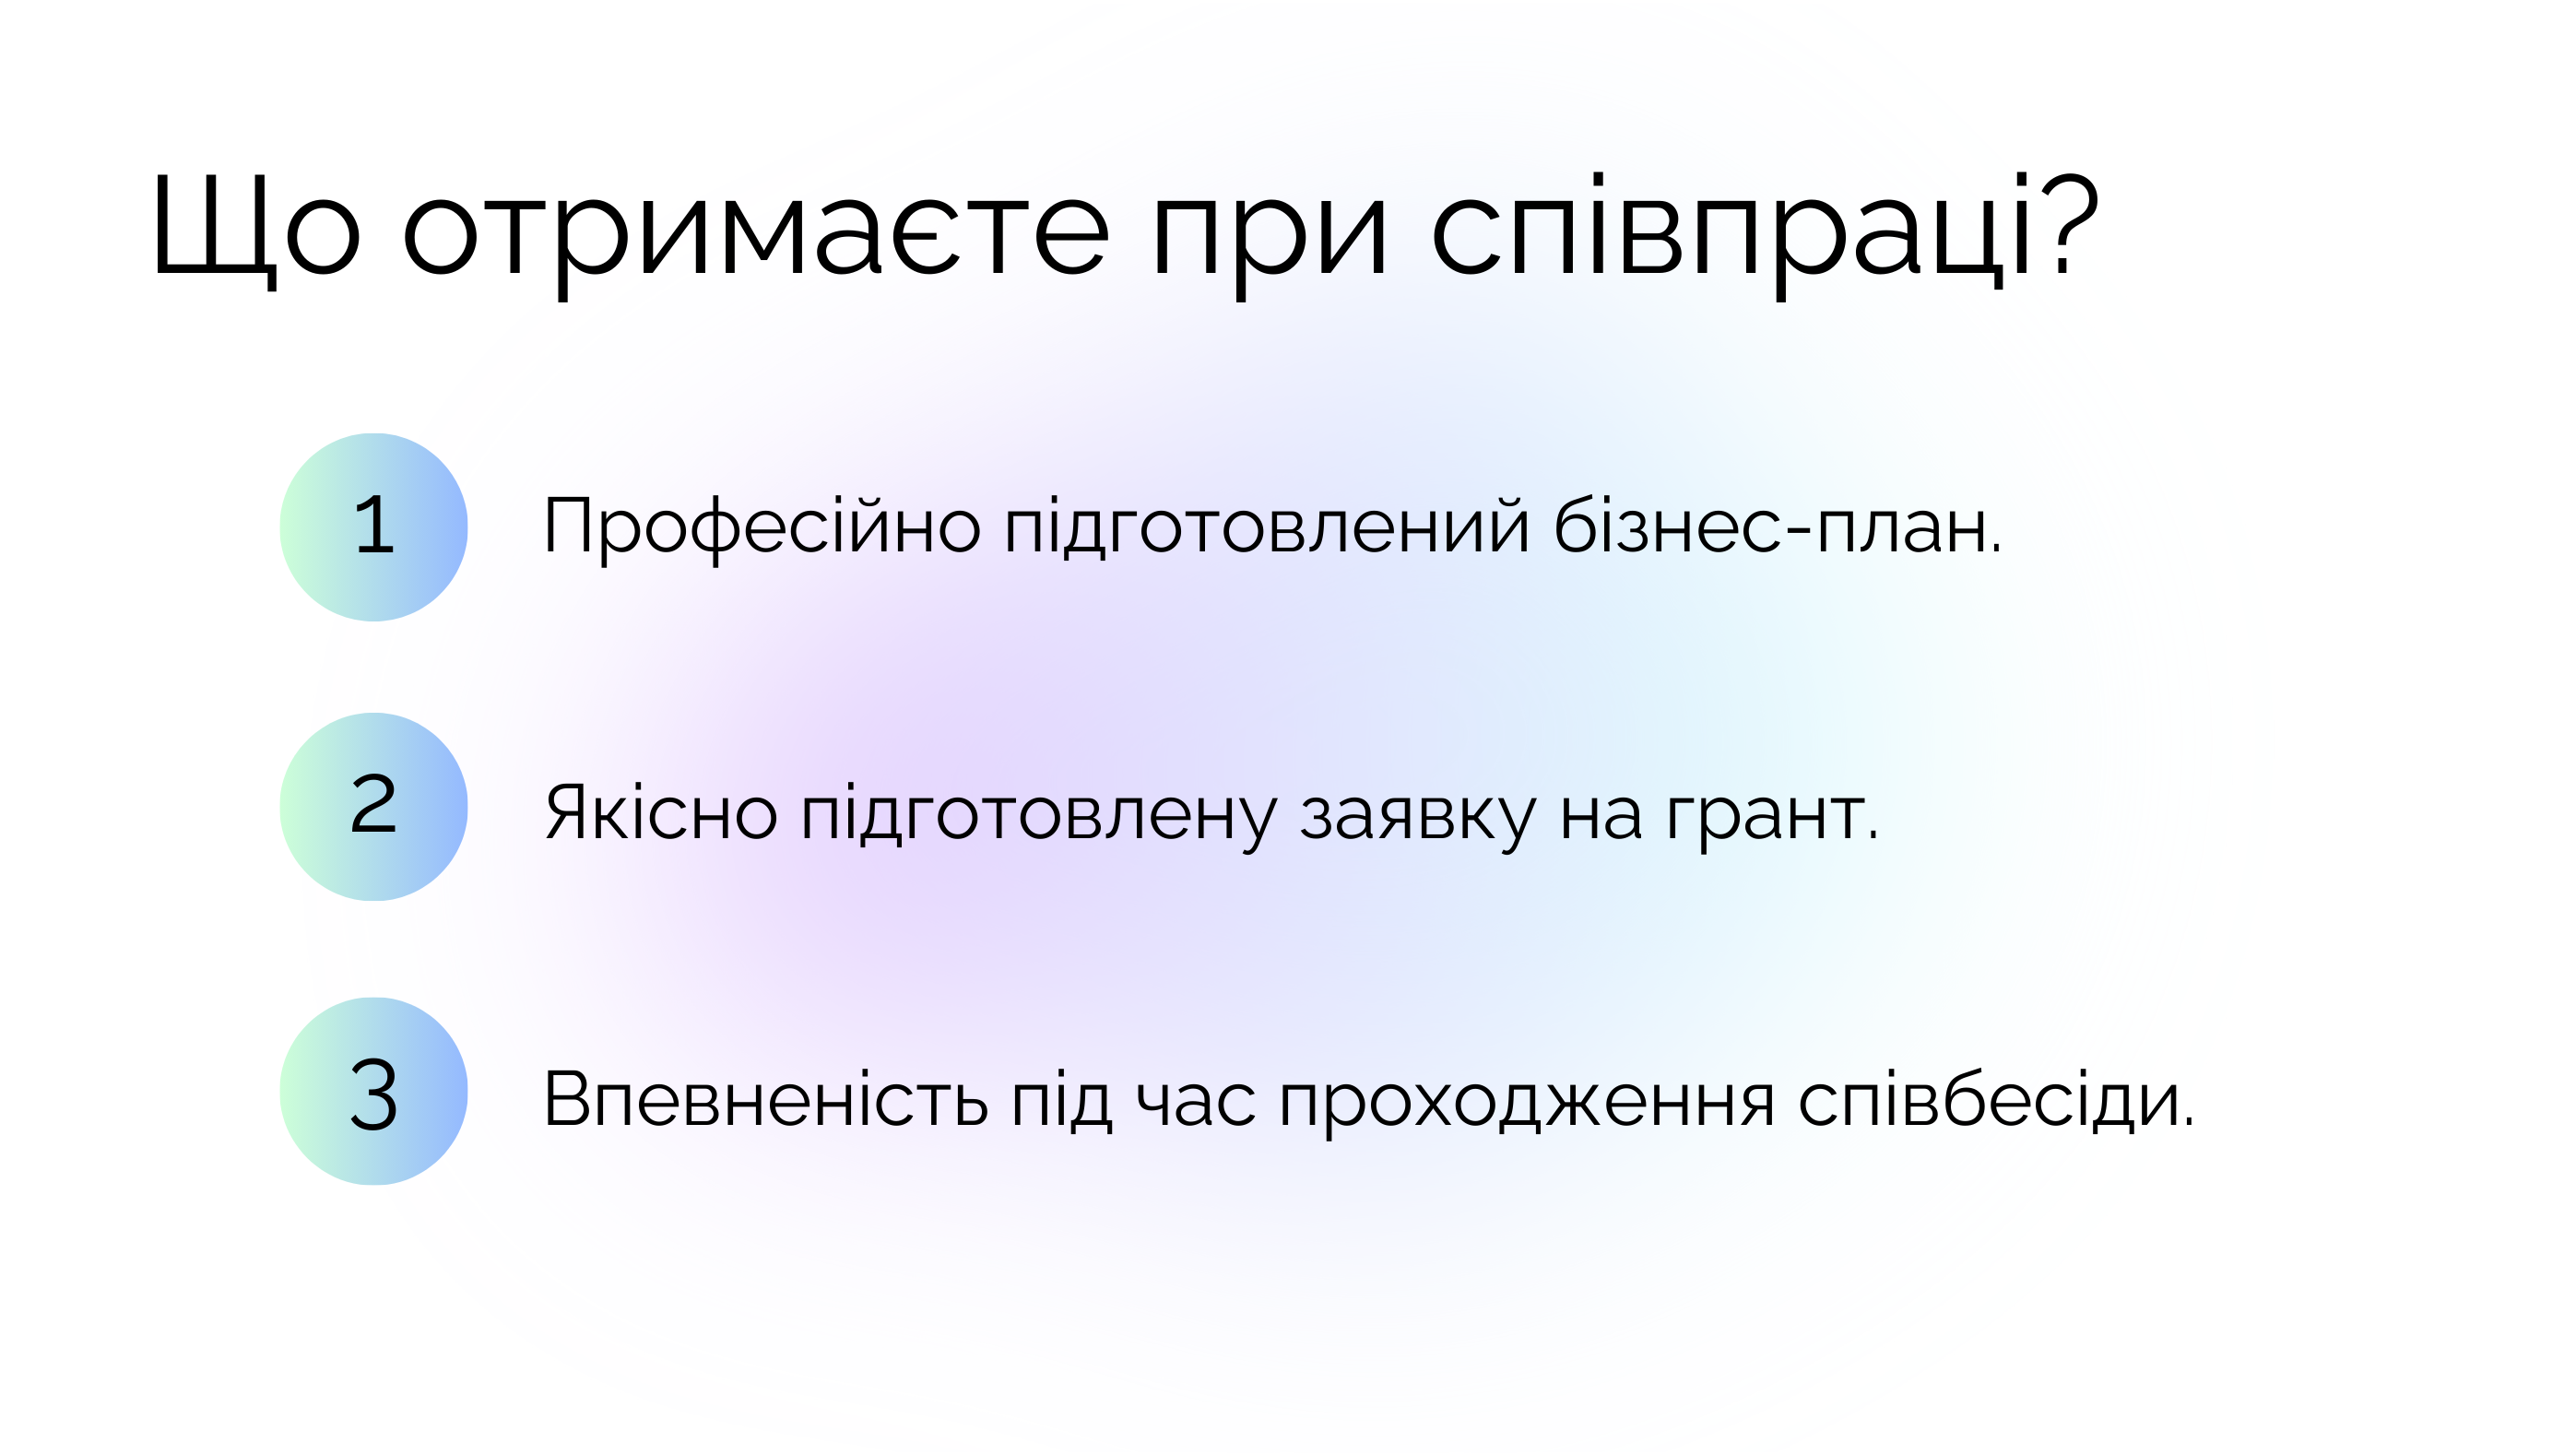 Що отримаєте при співпраці?
1 Професійно підготовлений бізнес-план.
2 Якісно підготовлену заявку на грант.
3 Впевненість під час проходження співбесіди.